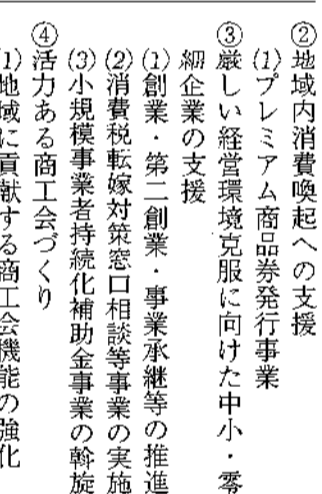 ②地域内消費喚起への支援
(1)プレミアム商品券発行事業
③厳しい経営環境克服に向けた中小・零
細企業の支援
(1)創業・第二創業・事業承継等の推進
(2)消費税転嫁対策窓口相談等事業の実施
(3)小規模事業者持続化補助金事業の斡旋
④活力ある商工会づくり
(1)地域に貢献する商工会機能の強化